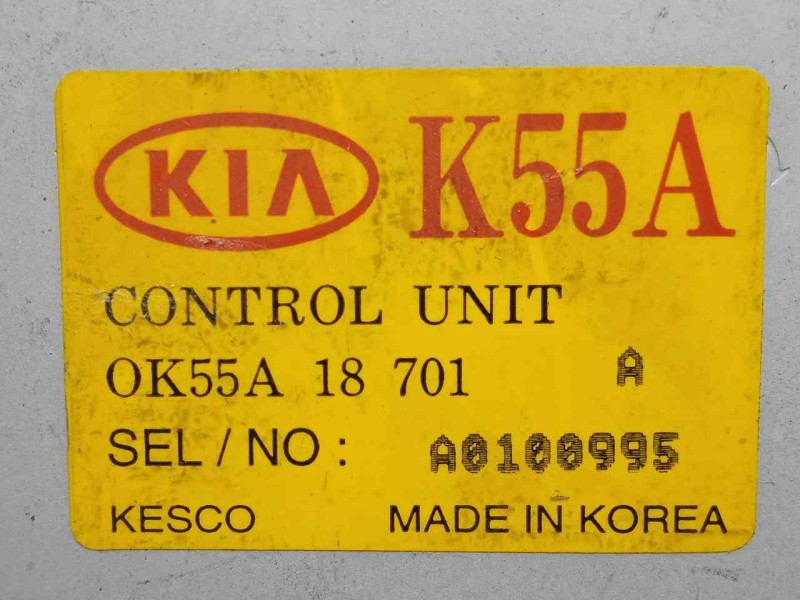 KIA K55A
CONTROL UNIT
OK55A 18 701 A
SEL / NO : A0100995
KESCO MADE IN KOREA